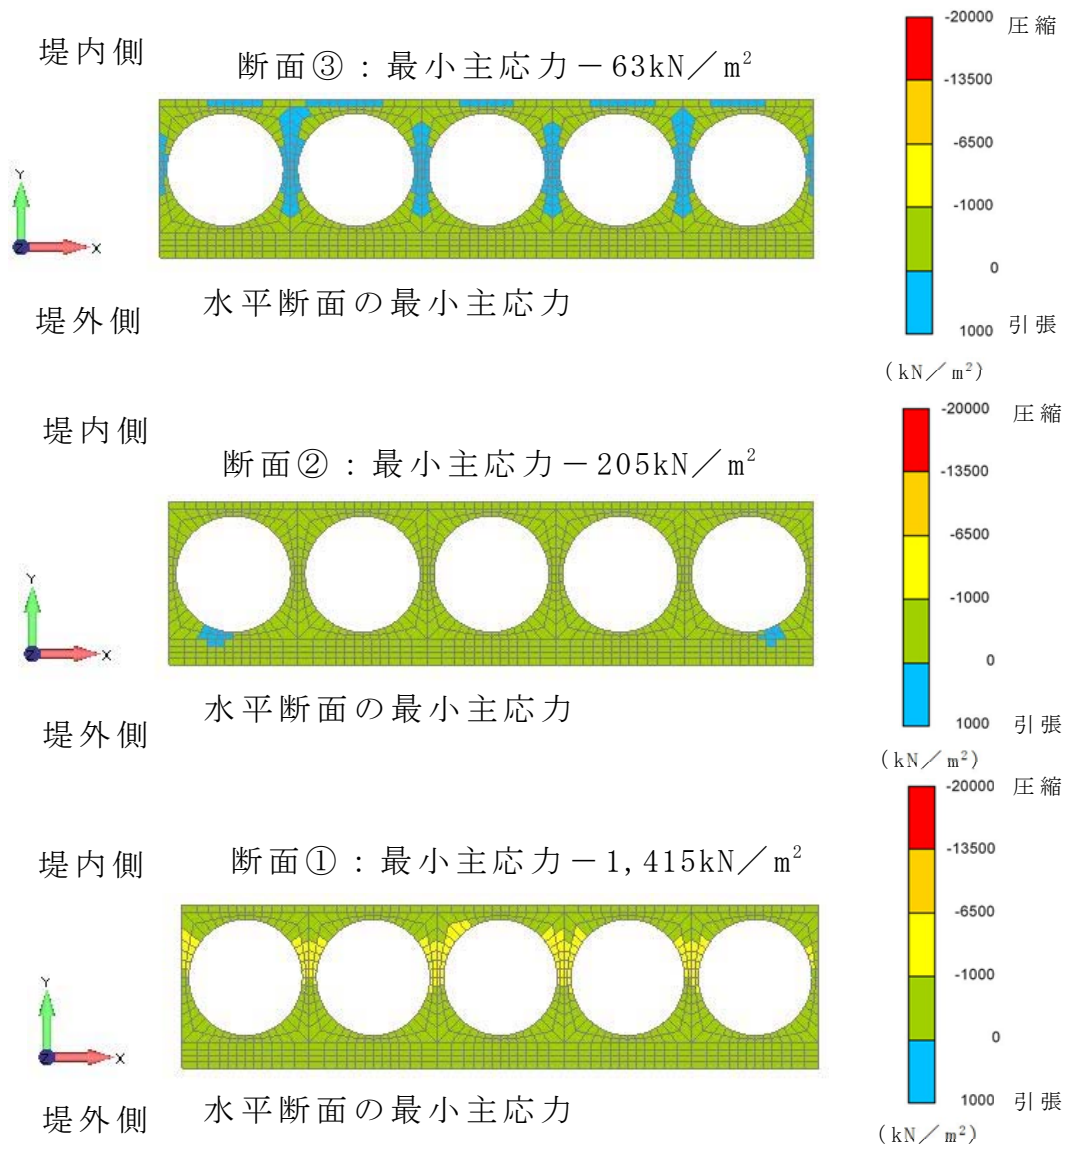 堤内側
断面③：最小主応力－63kN／m²
Y
Z
X
堤外側
水平断面の最小主応力
-20000 圧縮
-13500
-6500
-1000
0
1000 引張
(kN／m²)
堤内側
断面②：最小主応力－205kN／m²
Y
Z
X
堤外側
水平断面の最小主応力
-20000 圧縮
-13500
-6500
-1000
0
1000 引張
(kN／m²)
堤内側
断面①：最小主応力－1,415kN／m²
Y
Z
X
堤外側
水平断面の最小主応力
-20000 圧縮
-13500
-6500
-1000
0
1000 引張
(kN／m²)